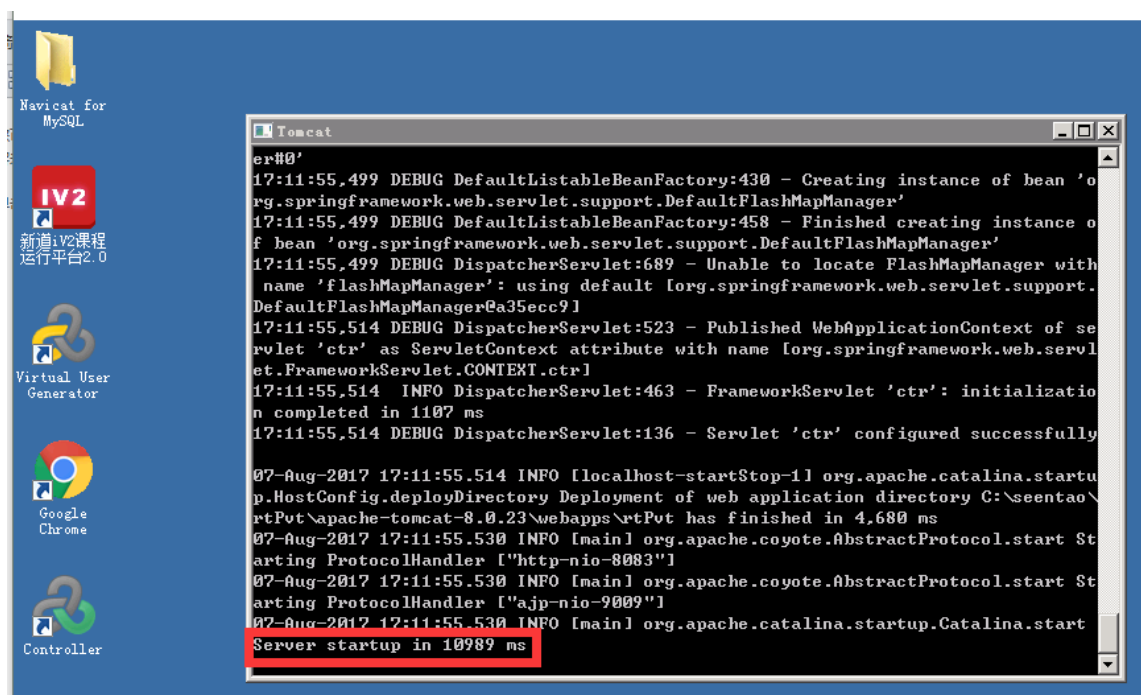 Navicat for
MySQL
IV2
新道iV2课程
运行平台2.0
Virtual User
Generator
Google
Chrome
Controller
Tomcat
er#0'
17:11:55,499 DEBUG DefaultListableBeanFactory:430 - Creating instance of bean 'o
rg.springframework.web.servlet.support.DefaultFlashMapManager'
17:11:55,499 DEBUG DefaultListableBeanFactory:458 - Finished creating instance o
f bean 'org.springframework.web.servlet.support.DefaultFlashMapManager'
17:11:55,499 DEBUG DispatcherServlet:689 - Unable to locate FlashMapManager with
name 'flashMapManager': using default [org.springframework.web.servlet.support.
DefaultFlashMapManager@a35ecc9]
17:11:55,514 DEBUG DispatcherServlet:523 - Published WebApplicationContext of se
rvlet 'ctr' as ServletContext attribute with name [org.springframework.web.servl
et.FrameworkServlet.CONTEXT.ctr]
17:11:55,514  INFO DispatcherServlet:463 - FrameworkServlet 'ctr': initializatio
n completed in 1107 ms
17:11:55,514 DEBUG DispatcherServlet:136 - Servlet 'ctr' configured successfully
07-Aug-2017 17:11:55.514 INFO [localhost-startStop-1] org.apache.catalina.startu
p.HostConfig.deployDirectory Deployment of web application directory C:\seentao\
rtPvt\apache-tomcat-8.0.23\webapps\rtPvt has finished in 4,680 ms
07-Aug-2017 17:11:55.530 INFO [main] org.apache.coyote.AbstractProtocol.start St
arting ProtocolHandler ["http-nio-8083"]
07-Aug-2017 17:11:55.530 INFO [main] org.apache.coyote.AbstractProtocol.start St
arting ProtocolHandler ["ajp-nio-9009"]
07-Aug-2017 17:11:55.530 INFO [main] org.apache.catalina.startup.Catalina.start
Server startup in 10989 ms